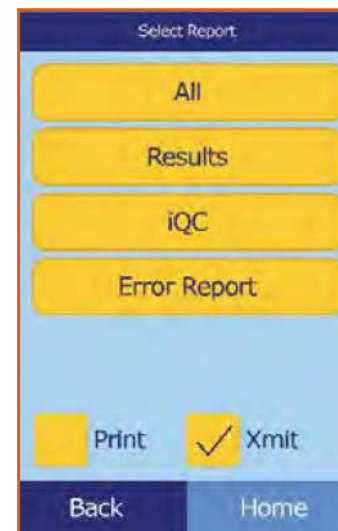 Select Report
All
Results
iQC
Error Report
Print Xmit
Back Home